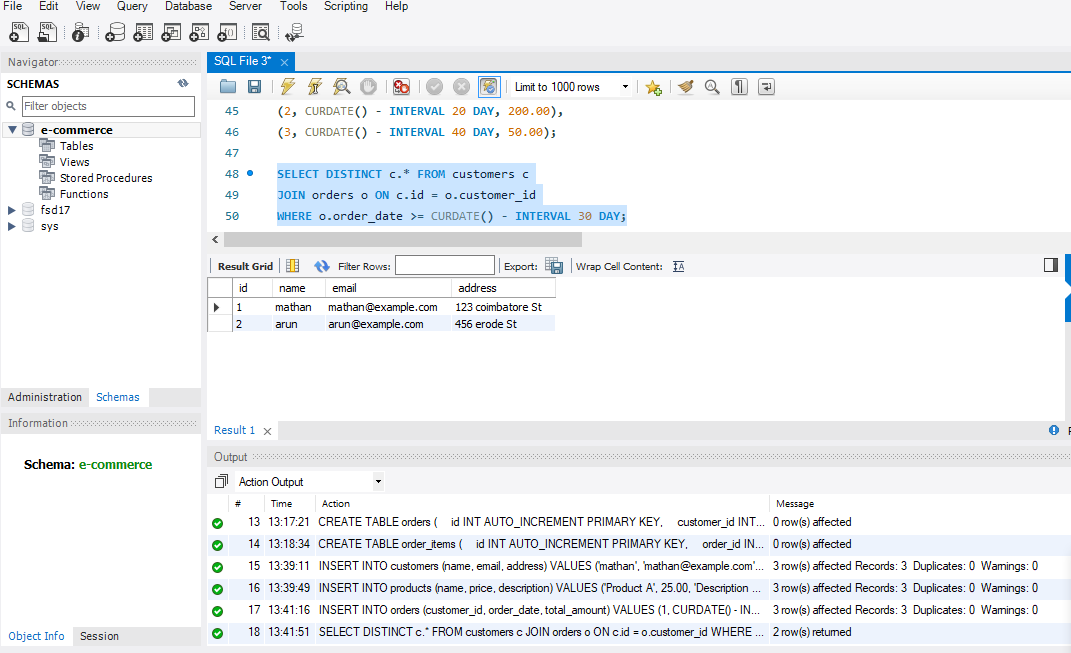 File Edit View Query Database Server Tools Scripting Help
Navigator
SCHEMAS
Filter objects
e-commerce
Tables
Views
Stored Procedures
Functions
fsd17
sys
Administration Schemas
Information
Schema: e-commerce
Object Info Session
SQL File 3*
Limit to 1000 rows
45 (2, CURDATE() - INTERVAL 20 DAY, 200.00),
46 (3, CURDATE() - INTERVAL 40 DAY, 50.00);
47
48 SELECT DISTINCT c.* FROM customers c
49 JOIN orders o ON c.id = o.customer_id
50 WHERE o.order_date >= CURDATE() - INTERVAL 30 DAY;
Result Grid Filter Rows: Export: Wrap Cell Content:
id name email address
1 mathan mathan@example.com 123 coimbatore St
2 arun arun@example.com 456 erode St
Result 1
Output
Action Output
# Time Action Message
13 13:17:21 CREATE TABLE orders ( id INT AUTO_INCREMENT PRIMARY KEY, customer_id INT... 0 row(s) affected
14 13:18:34 CREATE TABLE order_items ( id INT AUTO_INCREMENT PRIMARY KEY, order_id IN... 0 row(s) affected
15 13:39:11 INSERT INTO customers (name, email, address) VALUES ('mathan', 'mathan@example.com'... 3 row(s) affected Records: 3 Duplicates: 0 Warnings: 0
16 13:39:49 INSERT INTO products (name, price, description) VALUES ('Product A', 25.00, 'Description ... 3 row(s) affected Records: 3 Duplicates: 0 Warnings: 0
17 13:41:16 INSERT INTO orders (customer_id, order_date, total_amount) VALUES (1, CURDATE() - IN... 3 row(s) affected Records: 3 Duplicates: 0 Warnings: 0
18 13:41:51 SELECT DISTINCT c.* FROM customers c JOIN orders o ON c.id = o.customer_id WHERE ... 2 row(s) returned